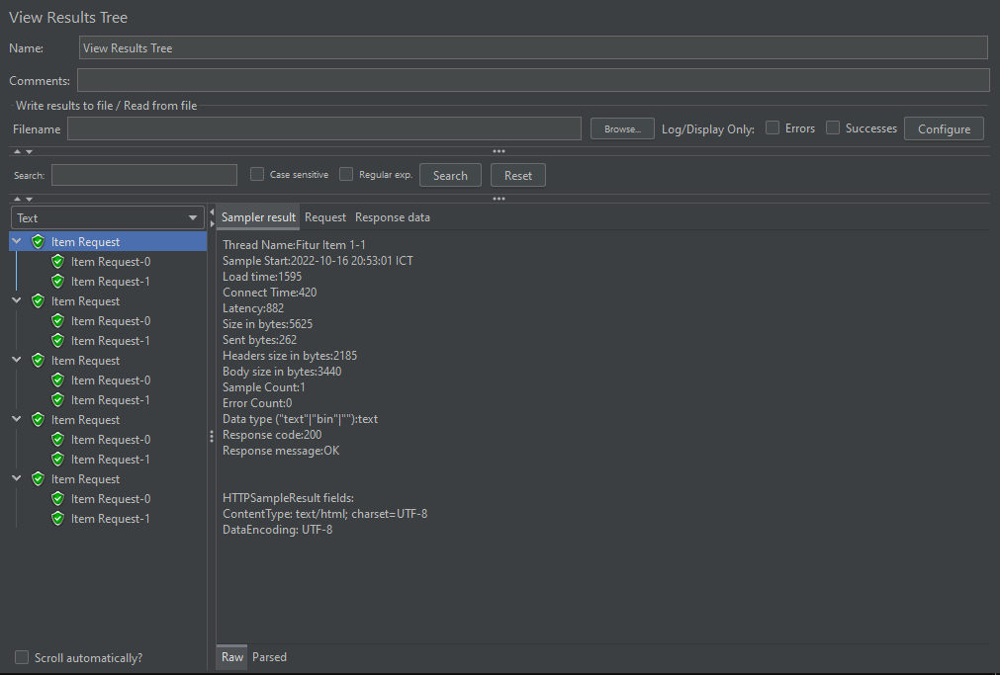 View Results Tree
Name: View Results Tree
Comments:
Write results to file / Read from file
Filename Browse... Log/Display Only: Errors Successes Configure
Search: Case sensitive Regular exp. Search Reset
Text
Item Request
Item Request-0
Item Request-1
Item Request
Item Request-0
Item Request-1
Item Request
Item Request-0
Item Request-1
Item Request
Item Request-0
Item Request-1
Item Request
Item Request-0
Item Request-1
Scroll automatically?
Sampler result Request Response data
Thread Name:Fitur Item 1-1
Sample Start:2022-10-16 20:53:01 ICT
Load time:1595
Connect Time:420
Latency:882
Size in bytes:5625
Sent bytes:262
Headers size in bytes:2185
Body size in bytes:3440
Sample Count:1
Error Count:0
Data type ("text"|"bin"|""):text
Response code:200
Response message:OK
HTTPSampleResult fields:
ContentType: text/html; charset=UTF-8
DataEncoding: UTF-8
Raw Parsed